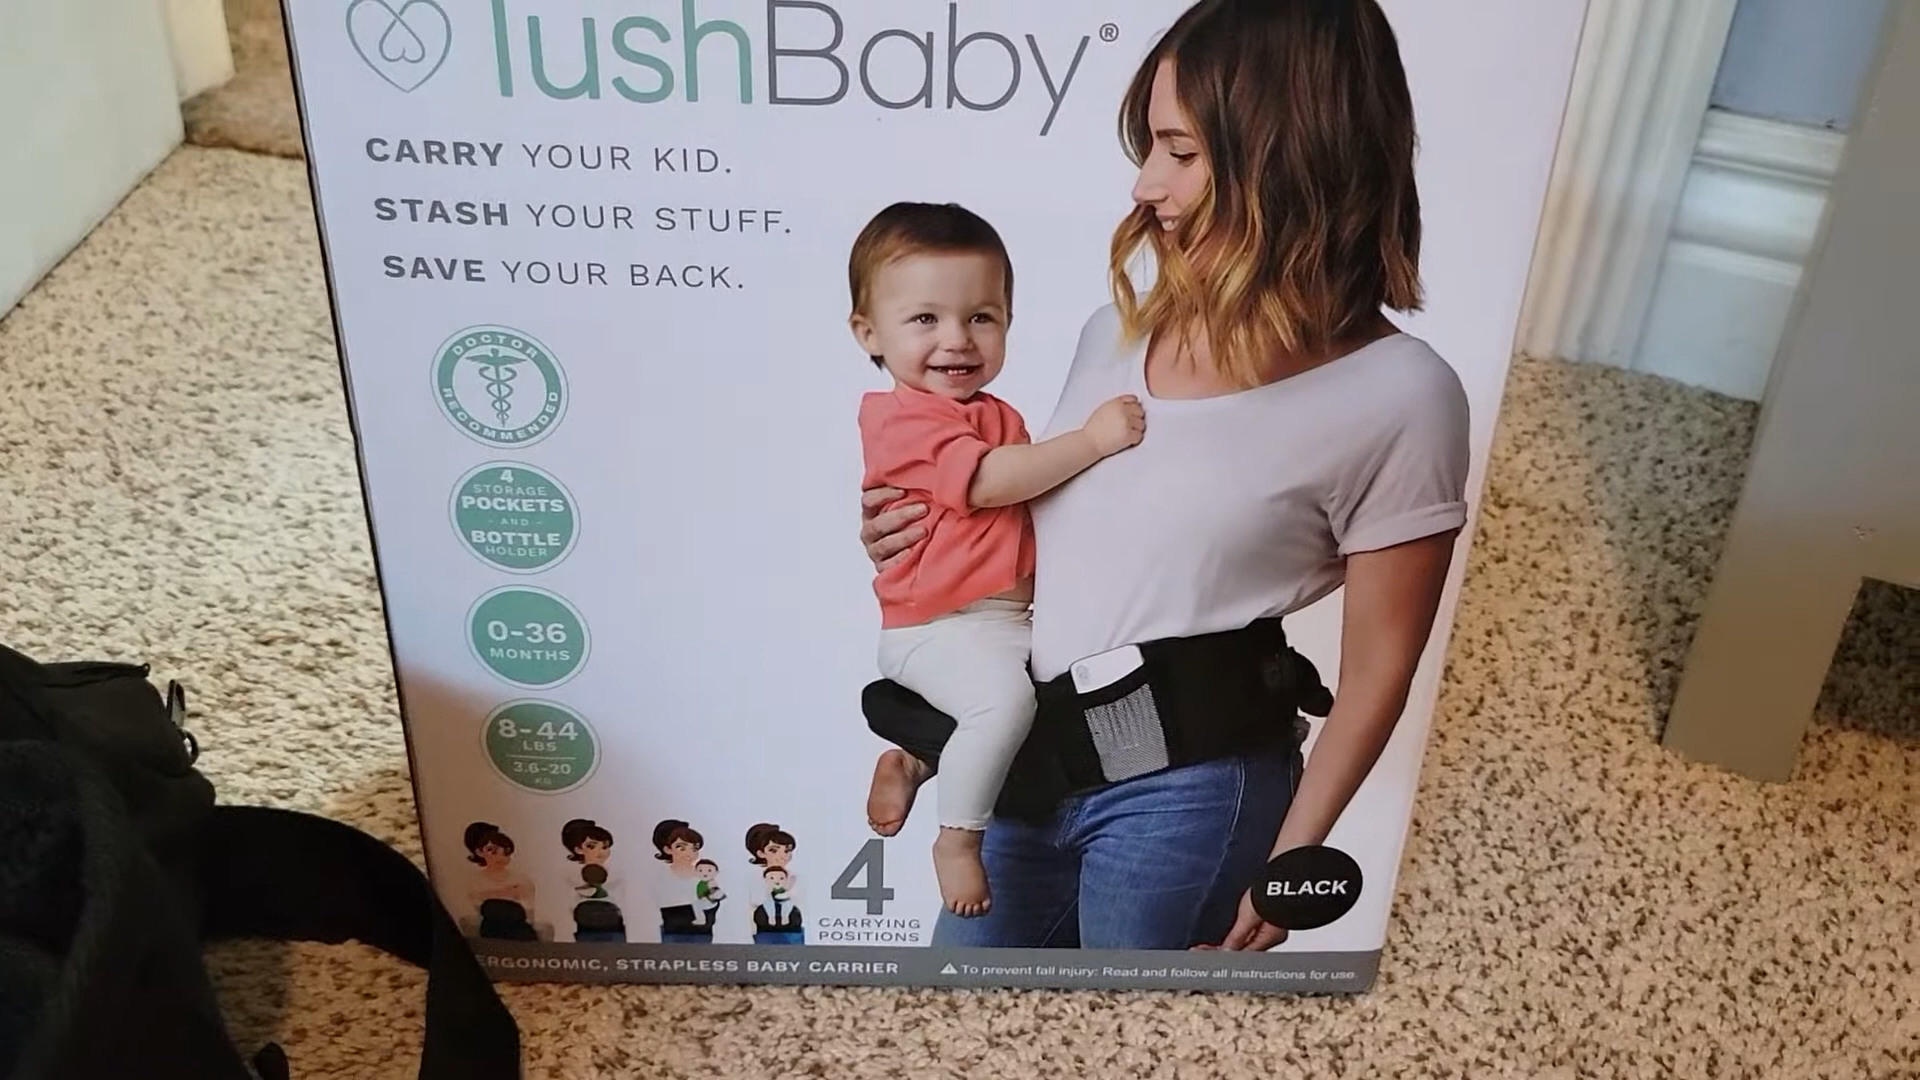 TushBaby®
CARRY YOUR KID.
STASH YOUR STUFF.
SAVE YOUR BACK.
DOCTOR
RECOMMENDED
4
STORAGE
POCKETS
- AND -
BOTTLE
HOLDER
0-36
MONTHS
8-44
LBS
3.6-20
KG
4
CARRYING
POSITIONS
BLACK
ERGONOMIC, STRAPLESS BABY CARRIER
⚠ To prevent fall injury: Read and follow all instructions for use.